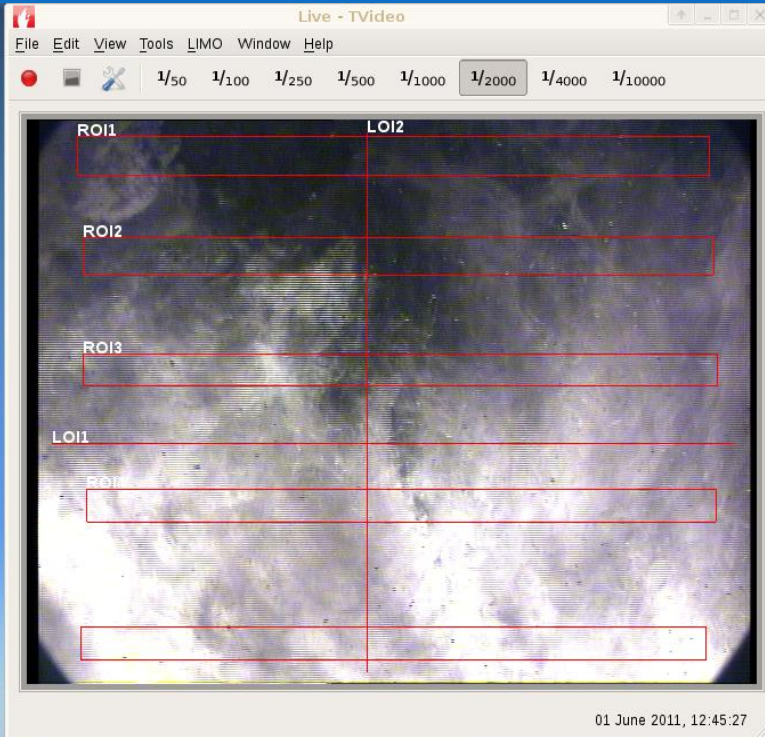 Live - TVideo
File Edit View Tools LIMO Window Help
1/50 1/100 1/250 1/500 1/1000 1/2000 1/4000 1/10000
ROI1 LOI2
ROI2
ROI3
LOI1
01 June 2011, 12:45:27